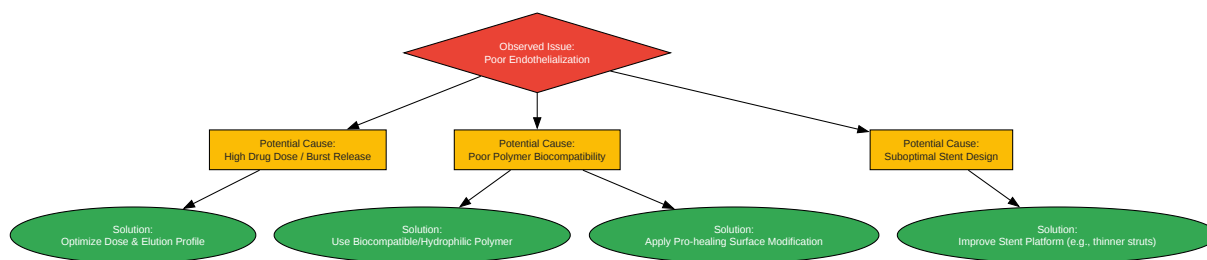 Observed Issue:
Poor Endothelialization
Potential Cause:
High Drug Dose / Burst Release
Potential Cause:
Poor Polymer Biocompatibility
Potential Cause:
Suboptimal Stent Design
Solution:
Optimize Dose & Elution Profile
Solution:
Use Biocompatible/Hydrophilic Polymer
Solution:
Apply Pro-healing Surface Modification
Solution:
Improve Stent Platform (e.g., thinner struts)